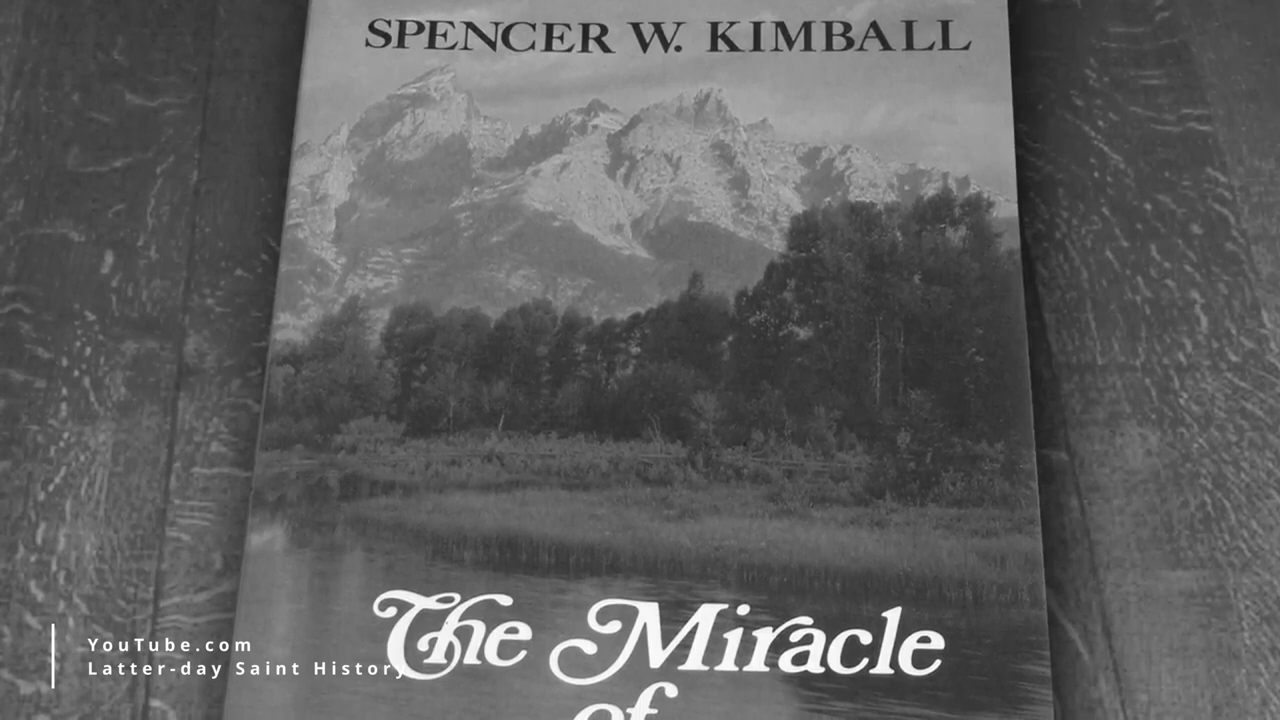 SPENCER W. KIMBALL
The Miracle
of
YouTube.com
Latter-day Saint History